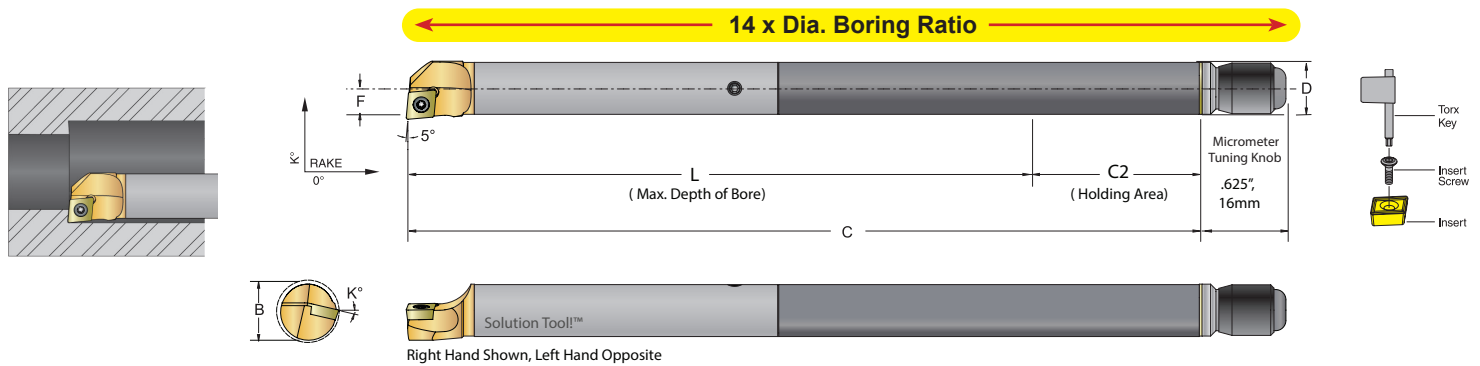 14 x Dia. Boring Ratio
F
D
5°
K°
RAKE
0°
L
( Max. Depth of Bore)
C2
( Holding Area)
Micrometer
Tuning Knob
.625",
16mm
C
Torx
Key
Insert
Screw
Insert
B
K°
Solution Tool!™
Right Hand Shown, Left Hand Opposite